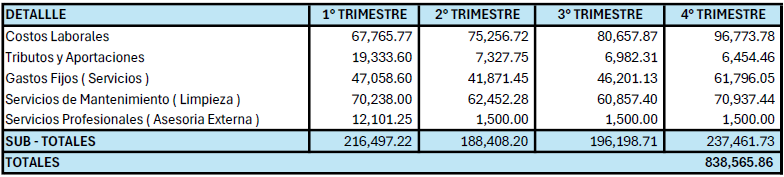 DETALLLE 1º TRIMESTRE 2º TRIMESTRE 3º TRIMESTRE 4º TRIMESTRE
Costos Laborales 67,765.77 75,256.72 80,657.87 96,773.78
Tributos y Aportaciones 19,333.60 7,327.75 6,982.31 6,454.46
Gastos Fijos ( Servicios ) 47,058.60 41,871.45 46,201.13 61,796.05
Servicios de Mantenimiento ( Limpieza ) 70,238.00 62,452.28 60,857.40 70,937.44
Servicios Profesionales ( Asesoria Externa ) 12,101.25 1,500.00 1,500.00 1,500.00
SUB - TOTALES 216,497.22 188,408.20 196,198.71 237,461.73
TOTALES 838,565.86